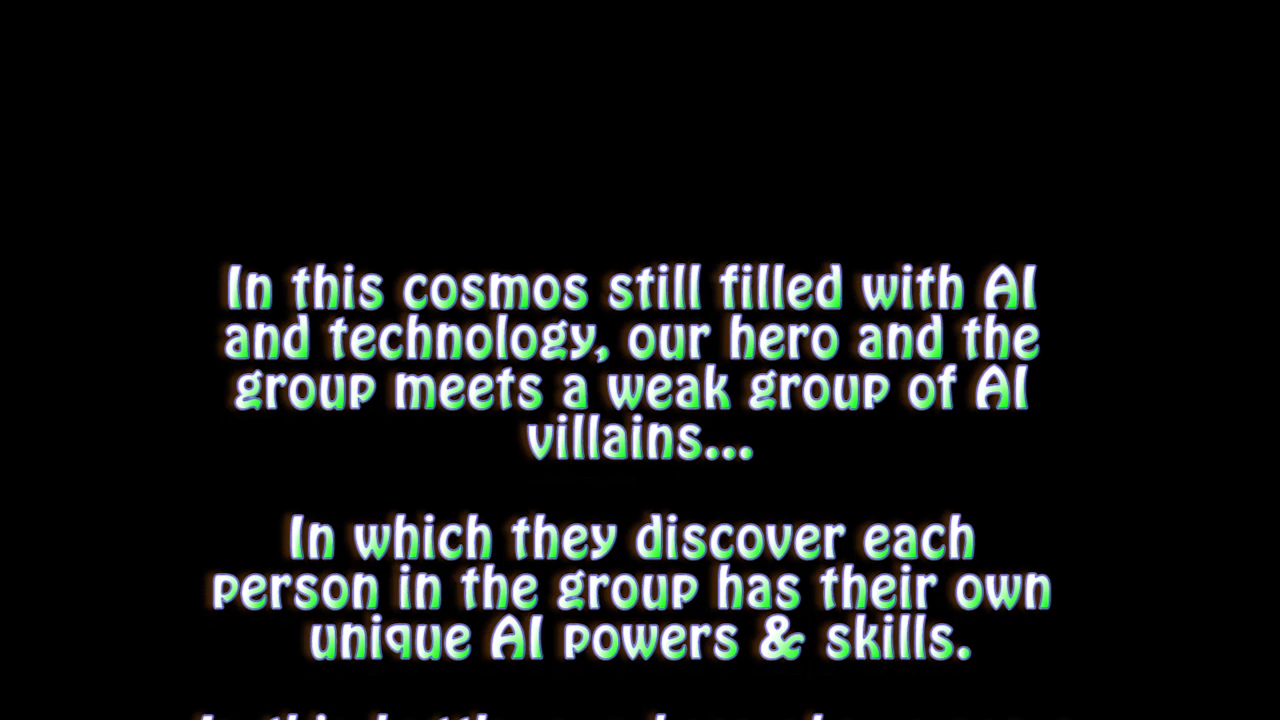 In this cosmos still filled with AI
and technology, our hero and the
group meets a weak group of AI
villains...
In which they discover each
person in the group has their own
unique AI powers & skills.